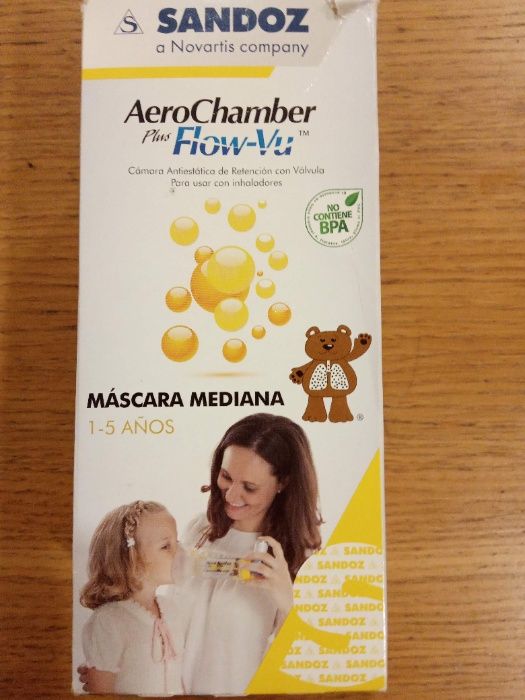 S SANDOZ
a Novartis company
AeroChamber
Plus Flow-Vu™
Cámara Antiestática de Retención con Válvula
Para usar con inhaladores
NO
CONTIENE
BPA
MÁSCARA MEDIANA
1-5 AÑOS
®